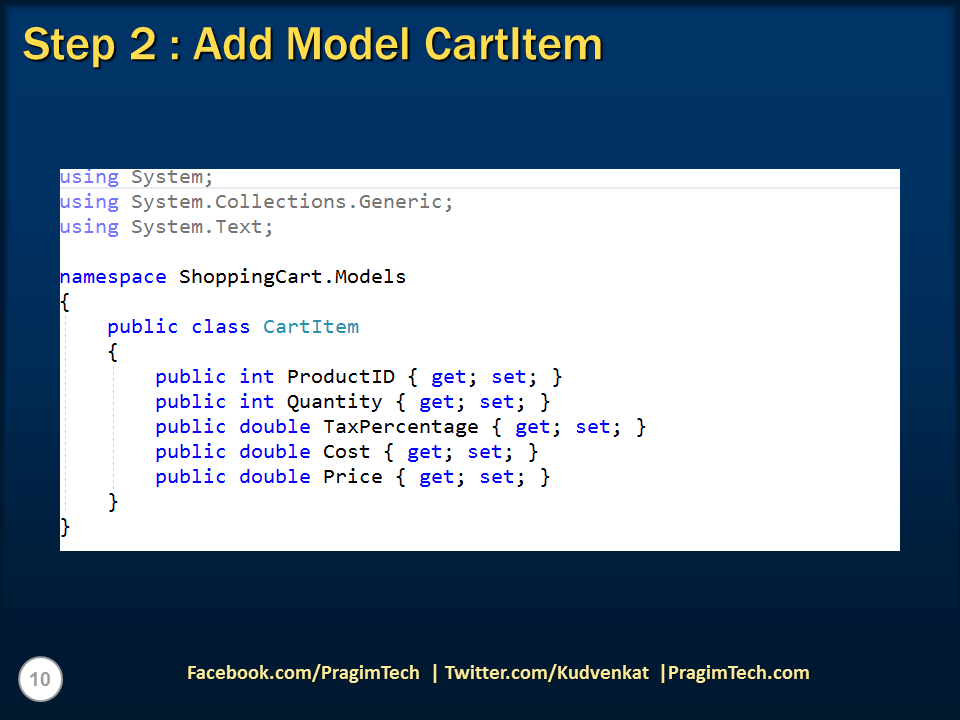 Step 2 : Add Model CartItem
using System;
using System.Collections.Generic;
using System.Text;
namespace ShoppingCart.Models
{
    public class CartItem
    {
        public int ProductID { get; set; }
        public int Quantity { get; set; }
        public double TaxPercentage { get; set; }
        public double Cost { get; set; }
        public double Price { get; set; }
    }
}
10
Facebook.com/PragimTech | Twitter.com/Kudvenkat |PragimTech.com